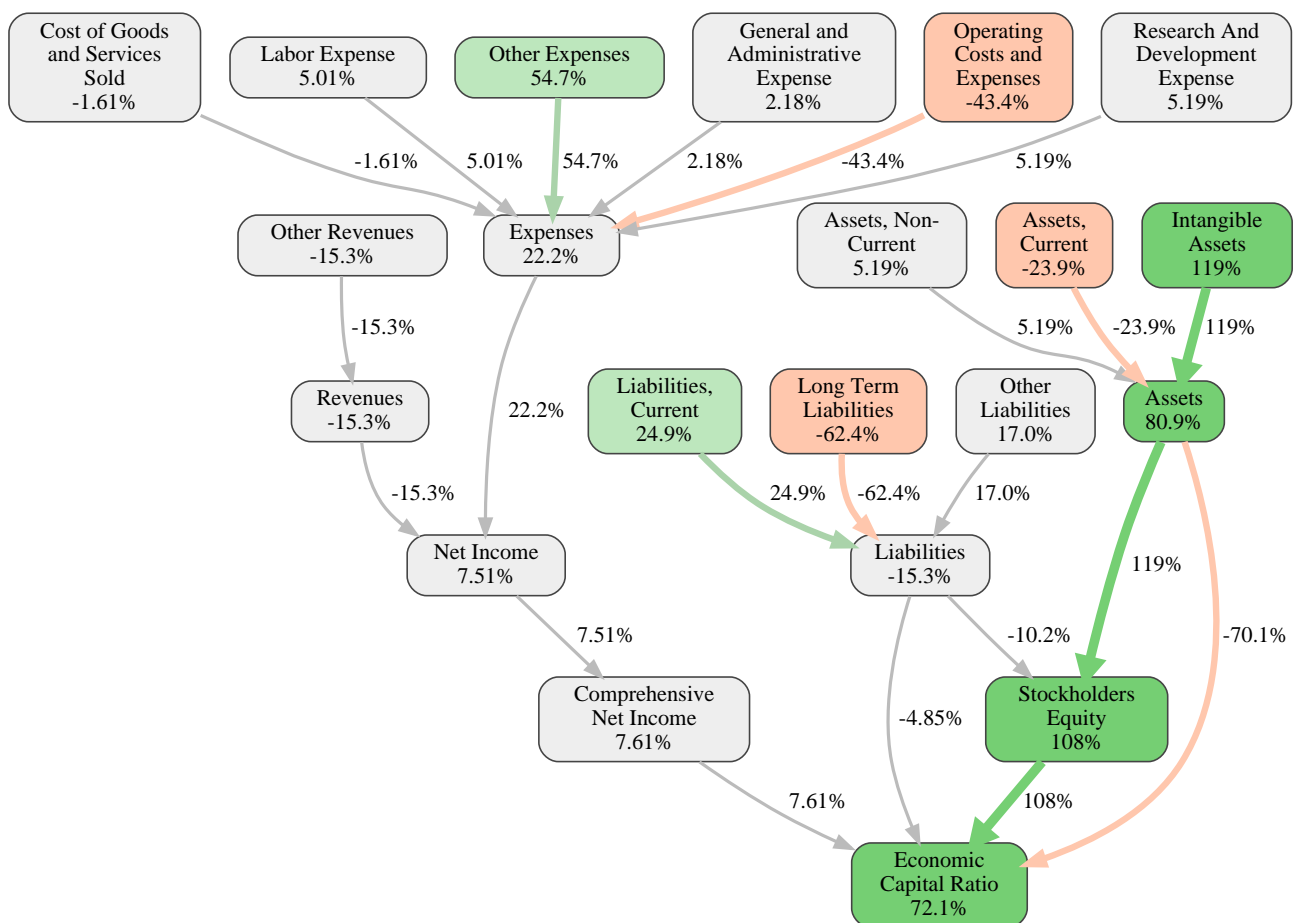 Cost of Goods
and Services
Sold
-1.61%
Labor Expense
5.01%
Other Expenses
54.7%
General and
Administrative
Expense
2.18%
Operating
Costs and
Expenses
-43.4%
Research And
Development
Expense
5.19%
-1.61%
5.01%
54.7%
2.18%
-43.4%
5.19%
Other Revenues
-15.3%
Expenses
22.2%
Assets, Non-
Current
5.19%
Assets,
Current
-23.9%
Intangible
Assets
119%
-15.3%
5.19%
-23.9%
119%
Revenues
-15.3%
22.2%
Liabilities,
Current
24.9%
Long Term
Liabilities
-62.4%
Other
Liabilities
17.0%
Assets
80.9%
-15.3%
24.9%
-62.4%
17.0%
Net Income
7.51%
Liabilities
-15.3%
119%
7.51%
-10.2%
-70.1%
Comprehensive
Net Income
7.61%
-4.85%
Stockholders
Equity
108%
7.61%
108%
Economic
Capital Ratio
72.1%